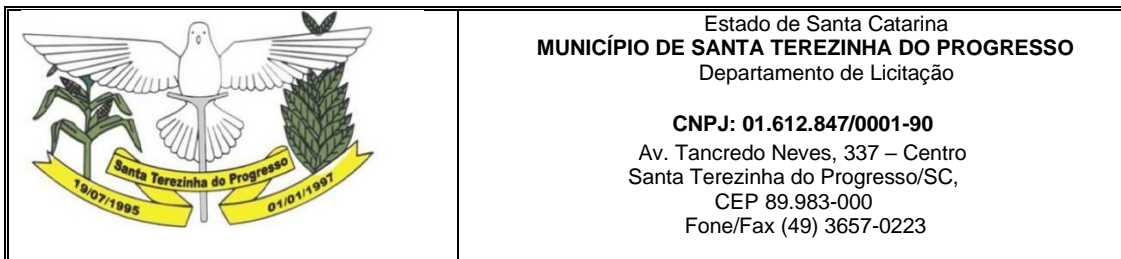 19/07/1995
Santa Terezinha do Progresso
01/01/1997
Estado de Santa Catarina
MUNICÍPIO DE SANTA TEREZINHA DO PROGRESSO
Departamento de Licitação
CNPJ: 01.612.847/0001-90
Av. Tancredo Neves, 337 – Centro
Santa Terezinha do Progresso/SC,
CEP 89.983-000
Fone/Fax (49) 3657-0223